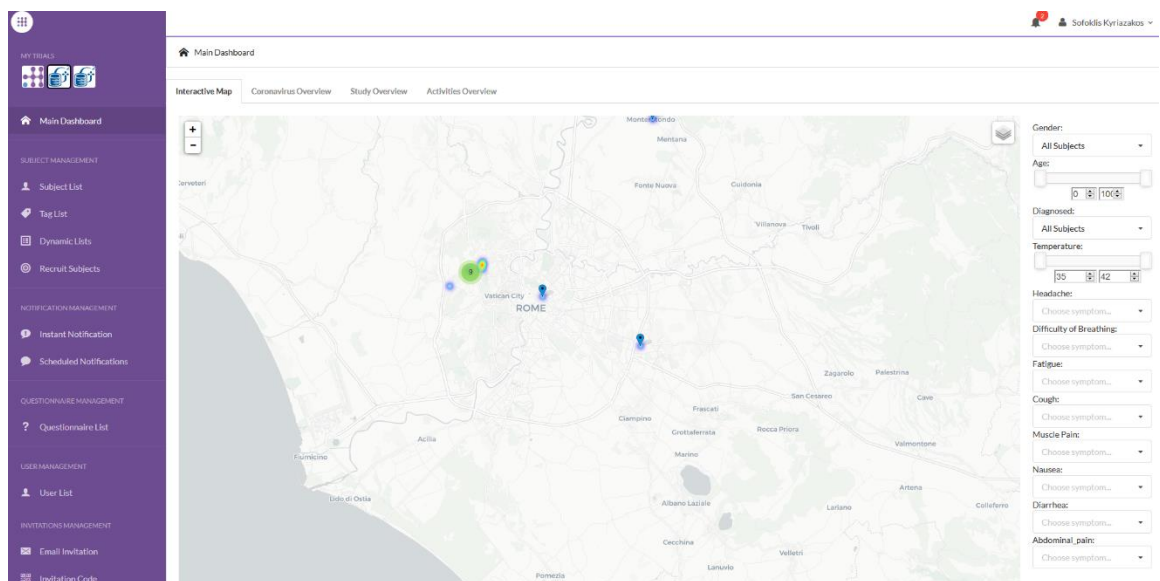 2
Sofoklis Kyriazakos
MY TRIALS
Main Dashboard
Main Dashboard
SUBJECT MANAGEMENT
Subject List
Tag List
Dynamic Lists
Recruit Subjects
NOTIFICATION MANAGEMENT
Instant Notification
Scheduled Notifications
QUESTIONNAIRE MANAGEMENT
? Questionnaire List
USER MANAGEMENT
User List
INVITATIONS MANAGEMENT
Email Invitation
Invitation Code
Interactive Map Coronavirus Overview Study Overview Activities Overview
+
-
Mentana
Cerveteri
Fonte Nuova
Guidonia
Villanova
Tivoli
9
Vatican City
ROME
Zagarolo
Palestrina
San Cesareo
Cave
Frascati
Ciampino
Grottaferrata
Rocca Priora
Acilia
Valmontone
Marino
Fiumicino
Artena
Lido di Ostia
Albano Laziale
Lariano
Colleferro
Cecchina
Velletri
Lanuvio
Pomezia
Gender:
All Subjects
Age:
0 100
Diagnosed:
All Subjects
Temperature:
35 42
Headache:
Choose symptom...
Difficulty of Breathing:
Choose symptom...
Fatigue:
Choose symptom...
Cough:
Choose symptom...
Muscle Pain:
Choose symptom...
Nausea:
Choose symptom...
Diarrhea:
Choose symptom...
Abdominal_pain:
Choose symptom...